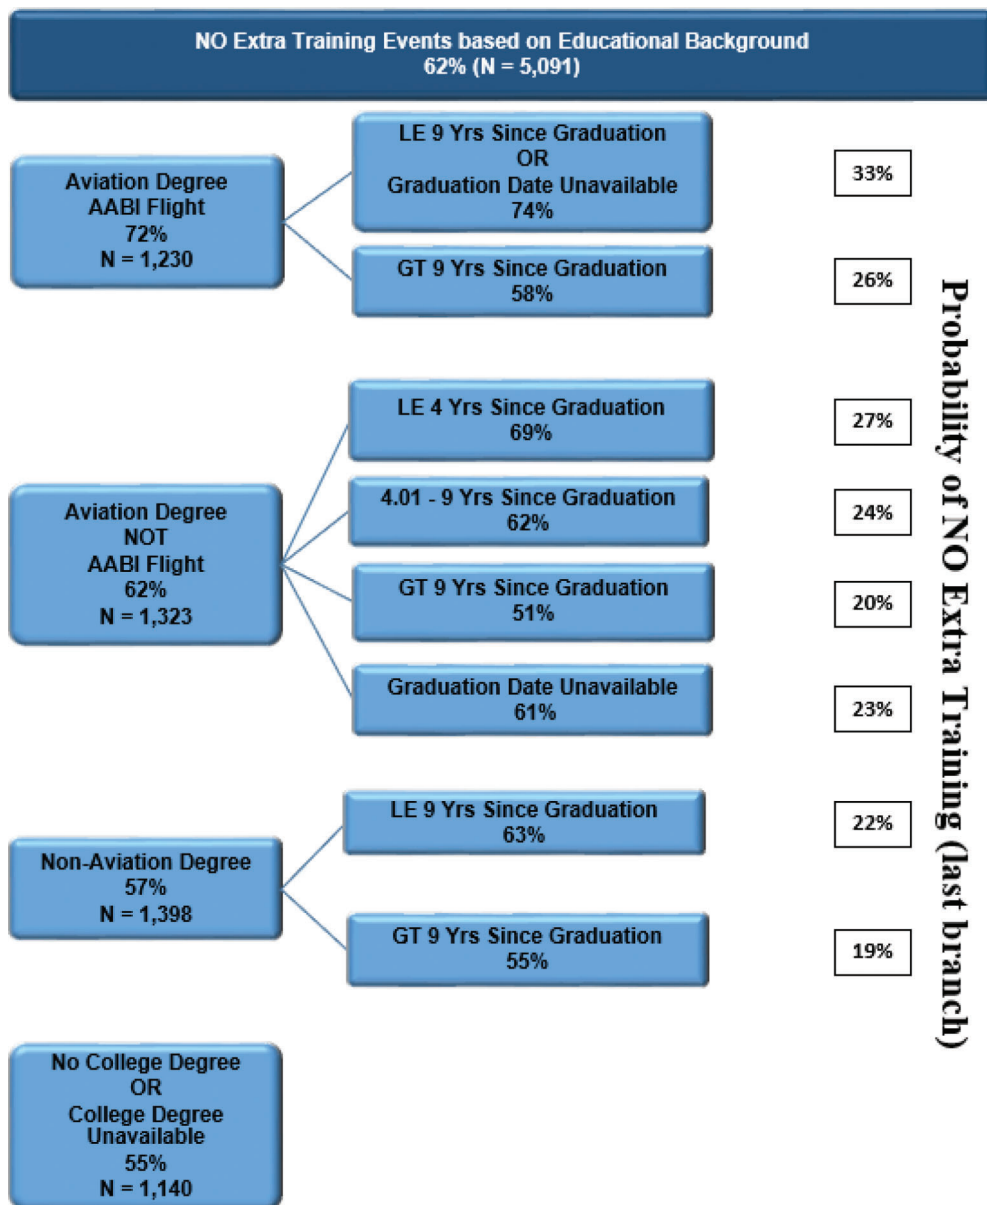 NO Extra Training Events based on Educational Background
62% (N = 5,091)
Aviation Degree
AABI Flight
72%
N = 1,230
LE 9 Yrs Since Graduation
OR
Graduation Date Unavailable
74%
33%
GT 9 Yrs Since Graduation
58%
26%
Aviation Degree
NOT
AABI Flight
62%
N = 1,323
LE 4 Yrs Since Graduation
69%
27%
4.01 - 9 Yrs Since Graduation
62%
24%
GT 9 Yrs Since Graduation
51%
20%
Graduation Date Unavailable
61%
23%
Non-Aviation Degree
57%
N = 1,398
LE 9 Yrs Since Graduation
63%
22%
GT 9 Yrs Since Graduation
55%
19%
No College Degree
OR
College Degree
Unavailable
55%
N = 1,140
Probability of NO Extra Training (last branch)